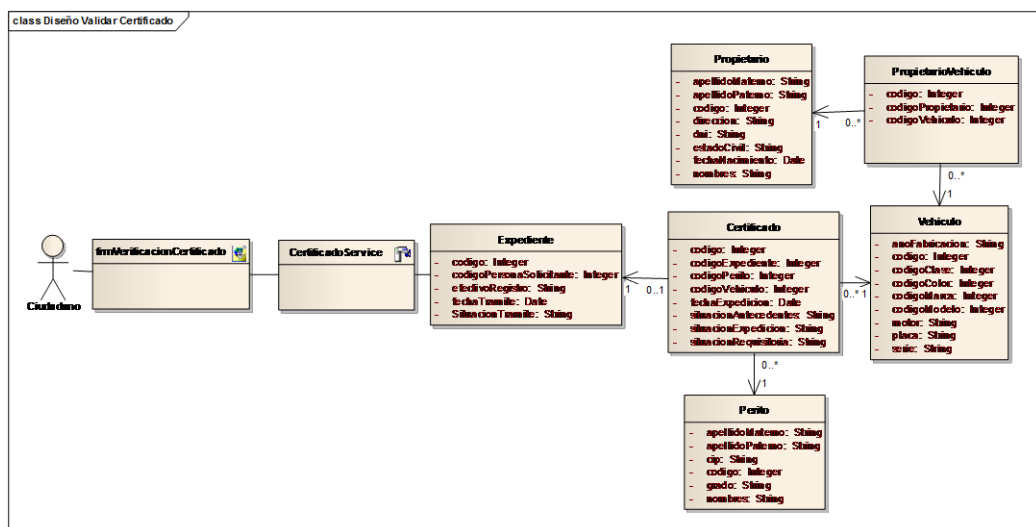 class Diseño Validar Certificado
Propietario
- apellidoMaterno: String
- apellidoPaterno: String
- codigo: Integer
- direccion: String
- dni: String
- estadoCivil: String
- fechaNacimiento: Date
- nombres: String
PropietarioVehiculo
- codigo: Integer
- codigoPropietario: Integer
- codigoVehiculo: Integer
1
0..*
0..*
1
Ciudadano
frmVerificacionCertificado
CertificadoService
Expediente
- codigo: Integer
- codigoPersonaSolicitante: Integer
- efectivoRegistro: String
- fechaTramite: Date
- SituacionTramite: String
1
0..1
Certificado
- codigo: Integer
- codigoExpediente: Integer
- codigoPerito: Integer
- codigoVehiculo: Integer
- fechaExpedicion: Date
- situacionAntecedentes: String
- situacionExpedicion: String
- situacionRequisitoria: String
0..*
1
Vehiculo
- anoFabricacion: String
- codigo: Integer
- codigoClase: Integer
- codigoColor: Integer
- codigoMarca: Integer
- codigoModelo: Integer
- motor: String
- placa: String
- serie: String
0..*
1
Perito
- apellidoMaterno: String
- apellidoPaterno: String
- cip: String
- codigo: Integer
- grado: String
- nombres: String